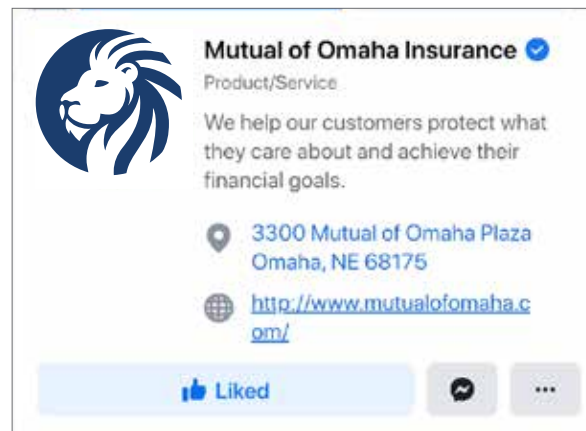 Mutual of Omaha Insurance
Product/Service
We help our customers protect what
they care about and achieve their
financial goals.
3300 Mutual of Omaha Plaza
Omaha, NE 68175
http://www.mutualofomaha.c
om/
Liked